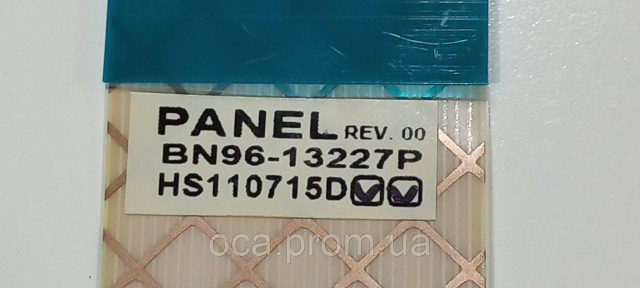 PANEL REV. 00
BN96-13227P
HS110715D
oca.prom.ua